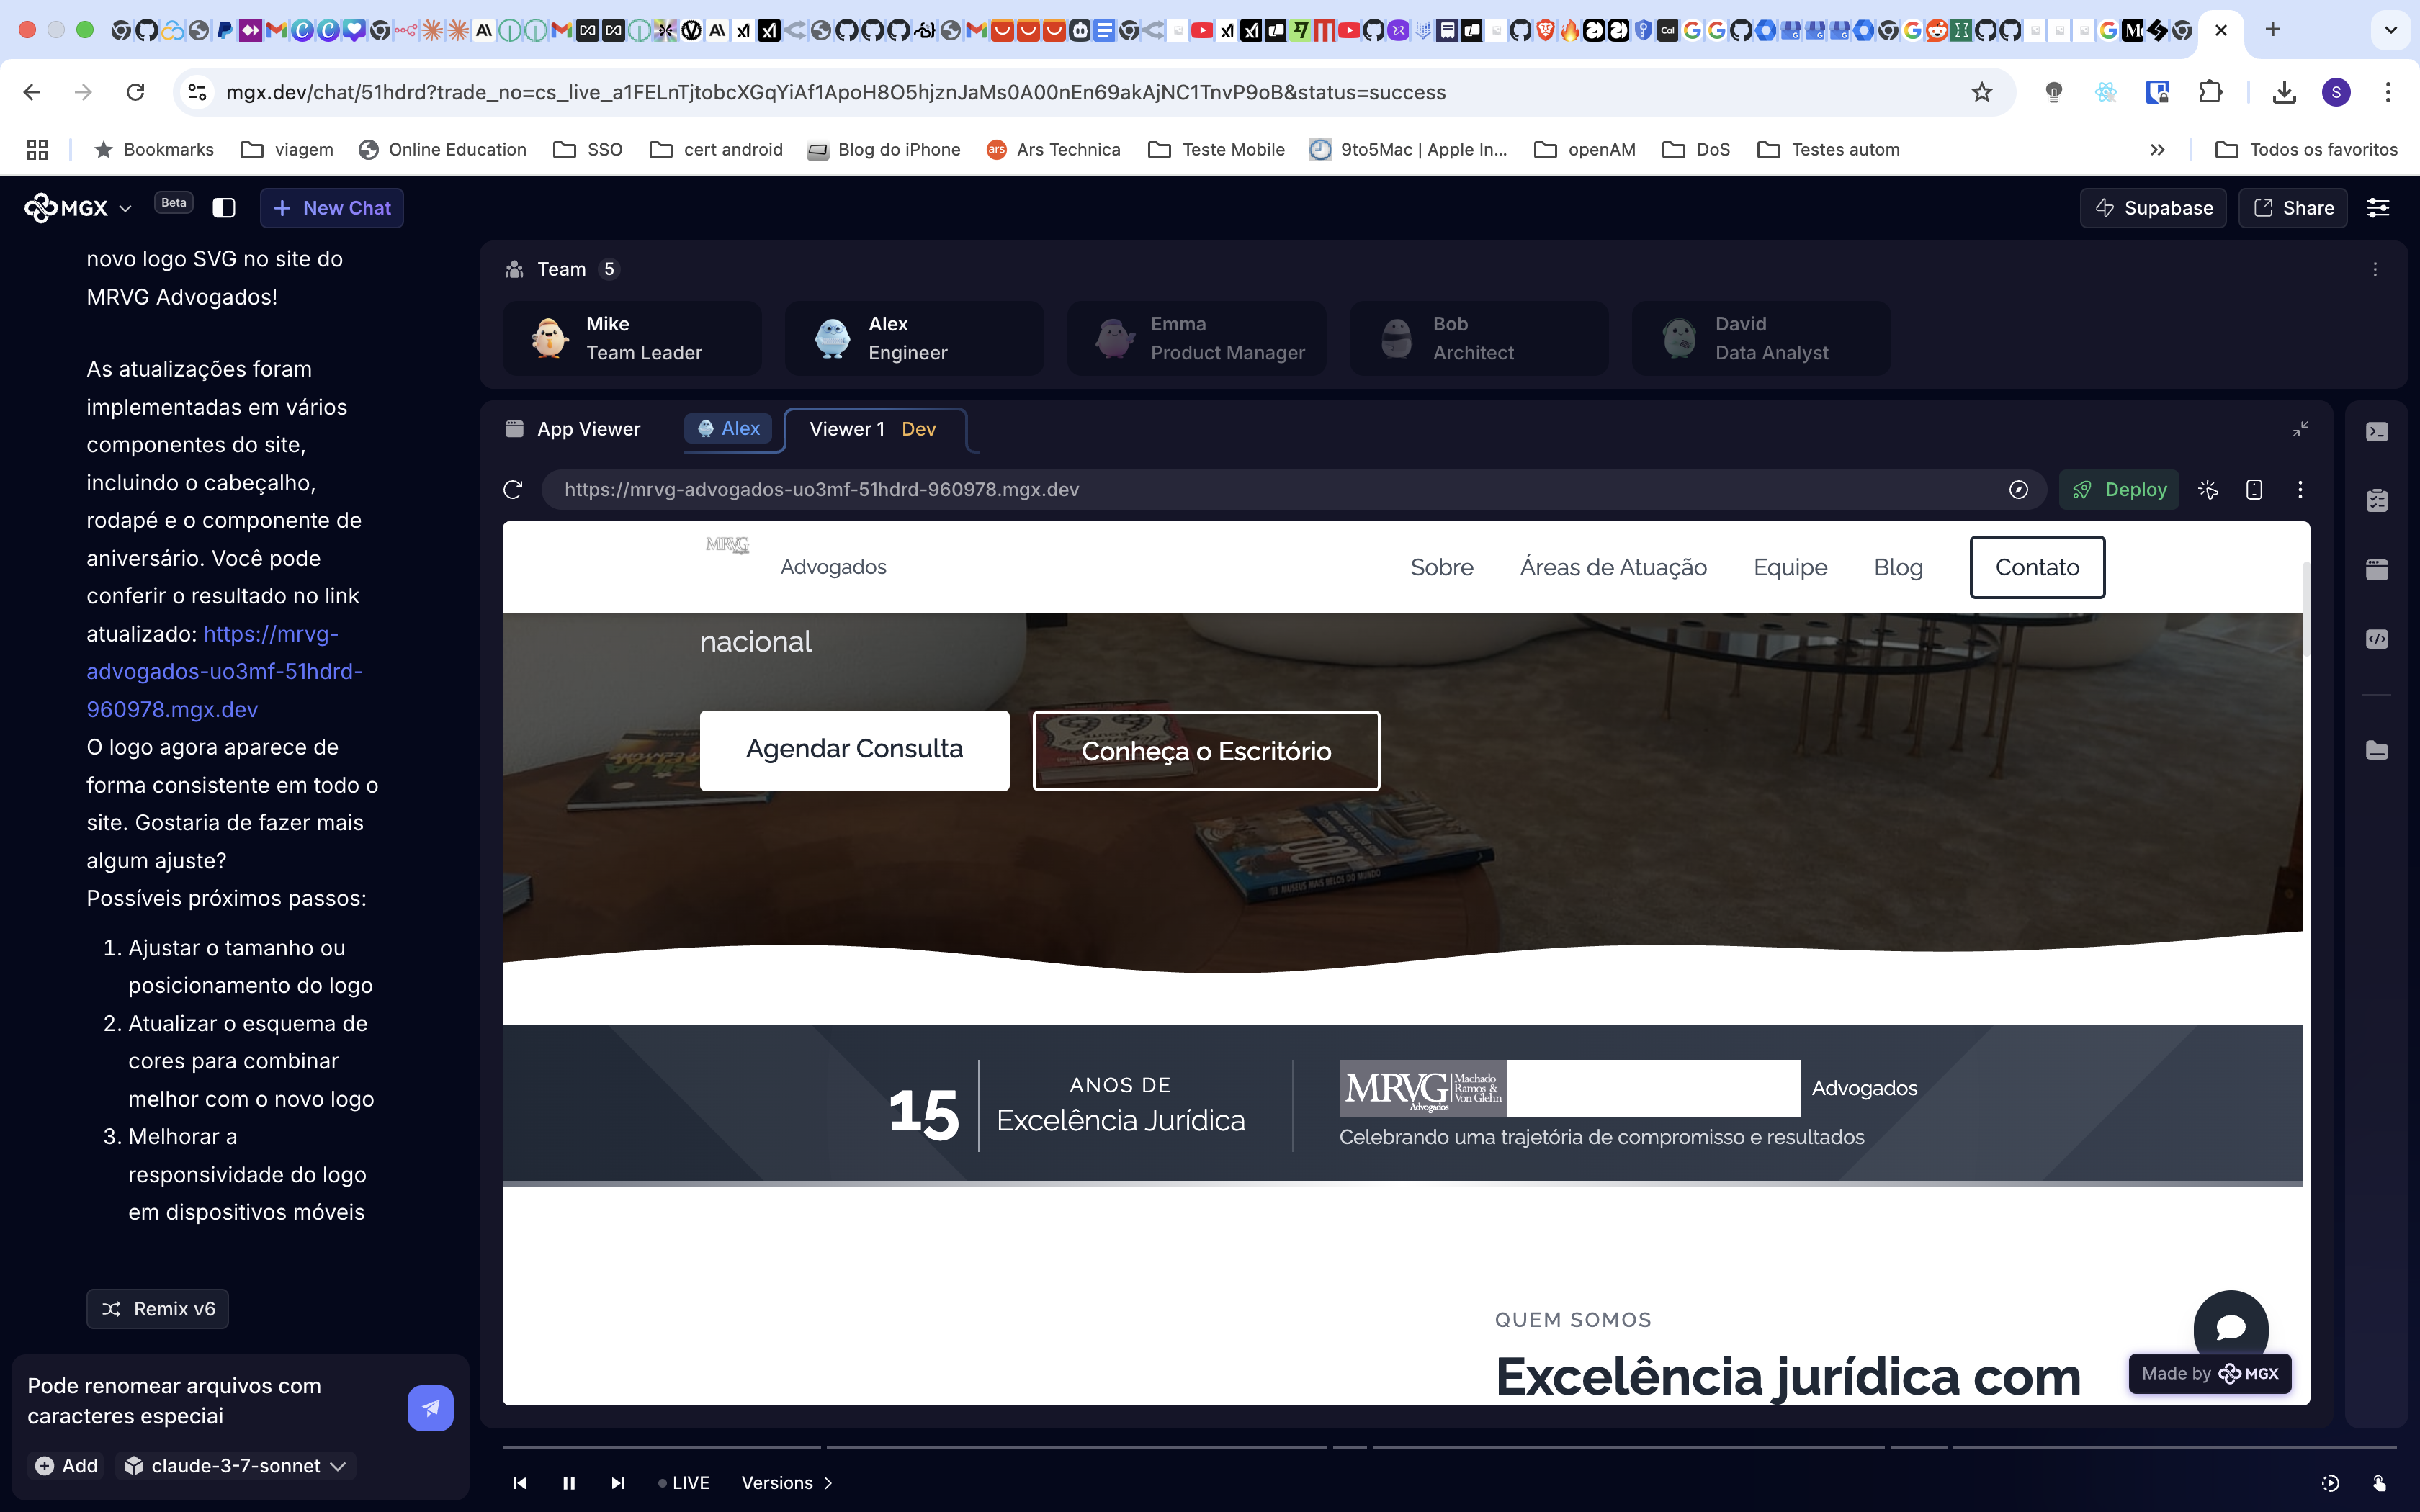 mgx.dev/chat/51hdrd?trade_no=cs_live_a1FELnTjtobcXGqYiAf1ApoH8O5hjznJaMs0A00nEn69akAjNC1TnvP9oB&status=success
S
Bookmarks
viagem
Online Education
SSO
cert android
Blog do iPhone
ars
Ars Technica
Teste Mobile
9to5Mac | Apple In...
openAM
DoS
Testes autom
Todos os favoritos
MGX
Beta
New Chat
Supabase
Share
novo logo SVG no site do
MRVG Advogados!
As atualizações foram
implementadas em vários
componentes do site,
incluindo o cabeçalho,
rodapé e o componente de
aniversário. Você pode
conferir o resultado no link
atualizado: https://mrvg-
advogados-uo3mf-51hdrd-
960978.mgx.dev
O logo agora aparece de
forma consistente em todo o
site. Gostaria de fazer mais
algum ajuste?
Possíveis próximos passos:
1. Ajustar o tamanho ou
posicionamento do logo
2. Atualizar o esquema de
cores para combinar
melhor com o novo logo
3. Melhorar a
responsividade do logo
em dispositivos móveis
Remix v6
Pode renomear arquivos com
caracteres especiai
Add
claude-3-7-sonnet
Team 5
Mike
Team Leader
Alex
Engineer
Emma
Product Manager
Bob
Architect
David
Data Analyst
App Viewer
Alex
Viewer 1 Dev
https://mrvg-advogados-uo3mf-51hdrd-960978.mgx.dev
Deploy
MRVG
Advogados
Sobre
Áreas de Atuação
Equipe
Blog
Contato
nacional
Agendar Consulta
Conheça o Escritório
MUSEUS MAIS BELOS DO MUNDO
15
ANOS DE
Excelência Jurídica
MRVG
Advogados
Machado
Ramos &
Von Glehn
Advogados
Celebrando uma trajetória de compromisso e resultados
QUEM SOMOS
Excelência jurídica com
Made by MGX
LIVE
Versions